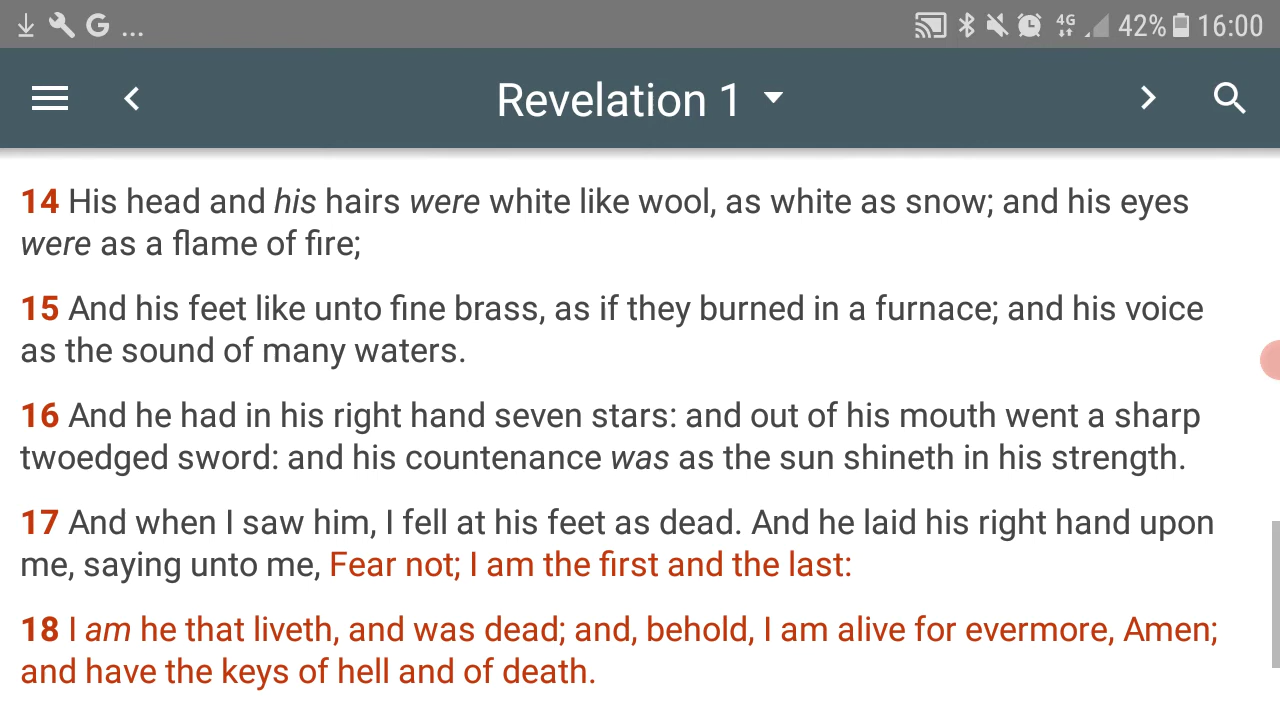 G ... 4G 42% 16:00
Revelation 1
14 His head and his hairs were white like wool, as white as snow; and his eyes
were as a flame of fire;
15 And his feet like unto fine brass, as if they burned in a furnace; and his voice
as the sound of many waters.
16 And he had in his right hand seven stars: and out of his mouth went a sharp
twoedged sword: and his countenance was as the sun shineth in his strength.
17 And when I saw him, I fell at his feet as dead. And he laid his right hand upon
me, saying unto me, Fear not; I am the first and the last:
18 I am he that liveth, and was dead; and, behold, I am alive for evermore, Amen;
and have the keys of hell and of death.